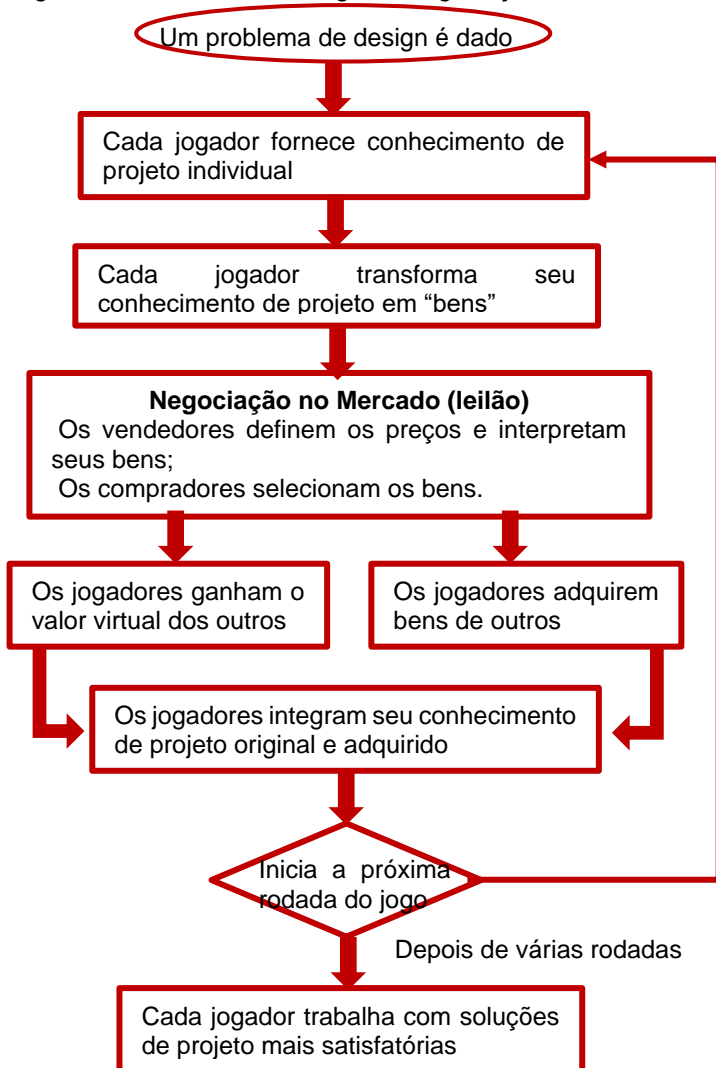 Um problema de design é dado
Cada jogador fornece conhecimento de
projeto individual
Cada jogador transforma seu
conhecimento de projeto em “bens”
Negociação no Mercado (leilão)
Os vendedores definem os preços e interpretam
seus bens;
Os compradores selecionam os bens.
Os jogadores ganham o
valor virtual dos outros
Os jogadores adquirem
bens de outros
Os jogadores integram seu conhecimento
de projeto original e adquirido
Inicia a próxima
rodada do jogo
Depois de várias rodadas
Cada jogador trabalha com soluções
de projeto mais satisfatórias